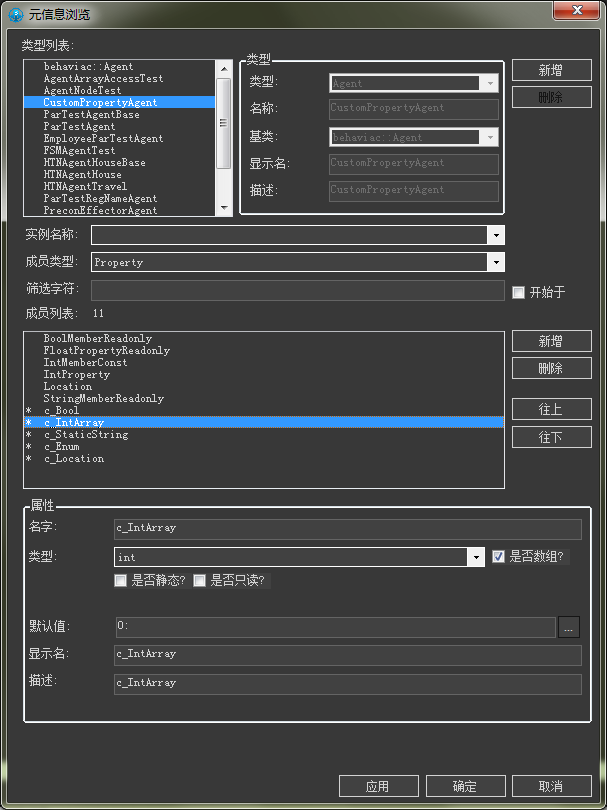 元信息浏览
类型列表:
behaviac::Agent
AgentArrayAccessTest
AgentNodeTest
CustomPropertyAgent
ParTestAgentBase
ParTestAgent
EmployeeParTestAgent
FSMAgentTest
HTNAgentHouseBase
HTNAgentHouse
HTNAgentTravel
ParTestRegNameAgent
PreconEffectorAgent
类型
类型: Agent
名称: CustomPropertyAgent
基类: behaviac::Agent
显示名: CustomPropertyAgent
描述: CustomPropertyAgent
新增
删除
实例名称:
成员类型: Property
筛选字符: 开始于
成员列表: 11
BoolMemberReadonly
FloatPropertyReadonly
IntMemberConst
IntProperty
Location
StringMemberReadonly
* c_Bool
* c_IntArray
* c_StaticString
* c_Enum
* c_Location
新增
删除
往上
往下
属性
名字: c_IntArray
类型: int 是否数组?
是否静态? 是否只读?
默认值: 0: ...
显示名: c_IntArray
描述: c_IntArray
应用 确定 取消